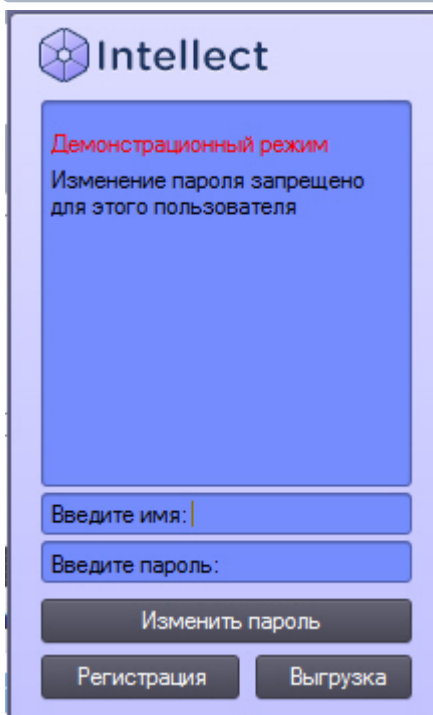 Intellect
Демонстрационный режим
Изменение пароля запрещено
для этого пользователя
Введите имя:
Введите пароль:
Изменить пароль
Регистрация Выгрузка